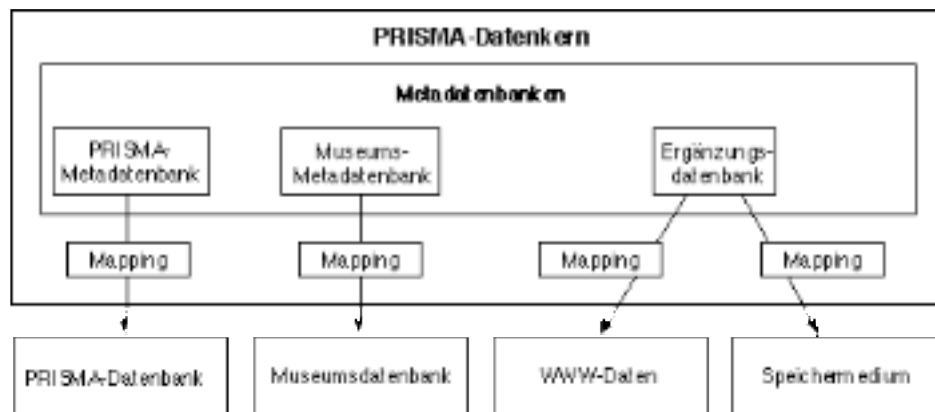 PRISMA-Datenkern
Metadatenbanken
PRISMA-
Metadatenbank
Museums-
Metadatenbank
Ergänzungs-
datenbank
Mapping
Mapping
Mapping
Mapping
PRISMA-Datenbank
Museumsdatenbank
WWW-Daten
Speichermedium